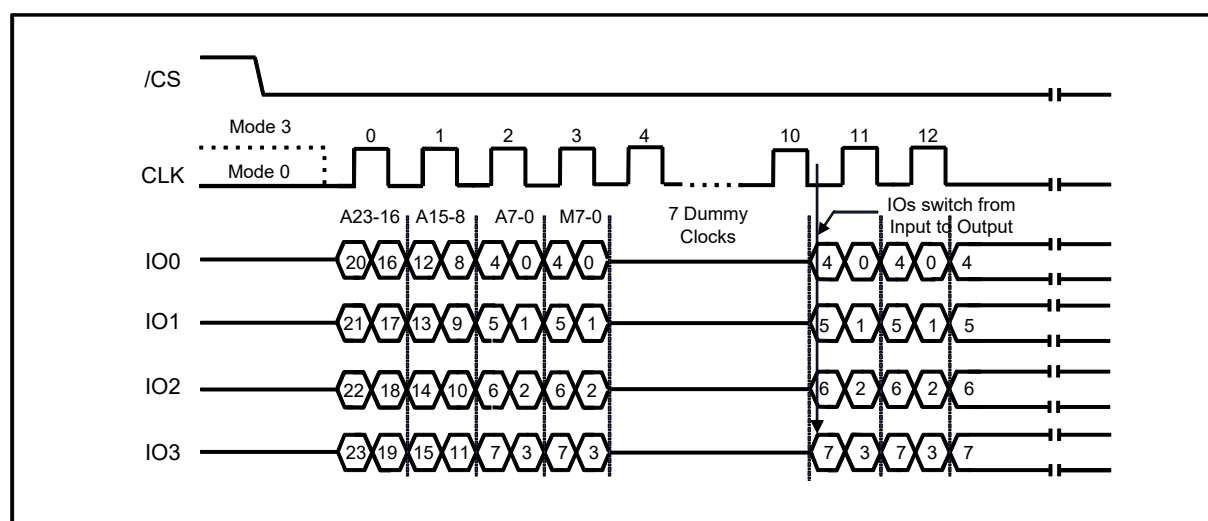 /CS
Mode 3
0 1 2 3 4 10 11 12
CLK
Mode 0
A23-16 A15-8 A7-0 M7-0
7 Dummy
Clocks
IOs switch from
Input to Output
IO0 20 16 12 8 4 0 4 0 4 0 4 0 4
IO1 21 17 13 9 5 1 5 1 5 1 5 1 5
IO2 22 18 14 10 6 2 6 2 6 2 6 2 6
IO3 23 19 15 11 7 3 7 3 7 3 7 3 7